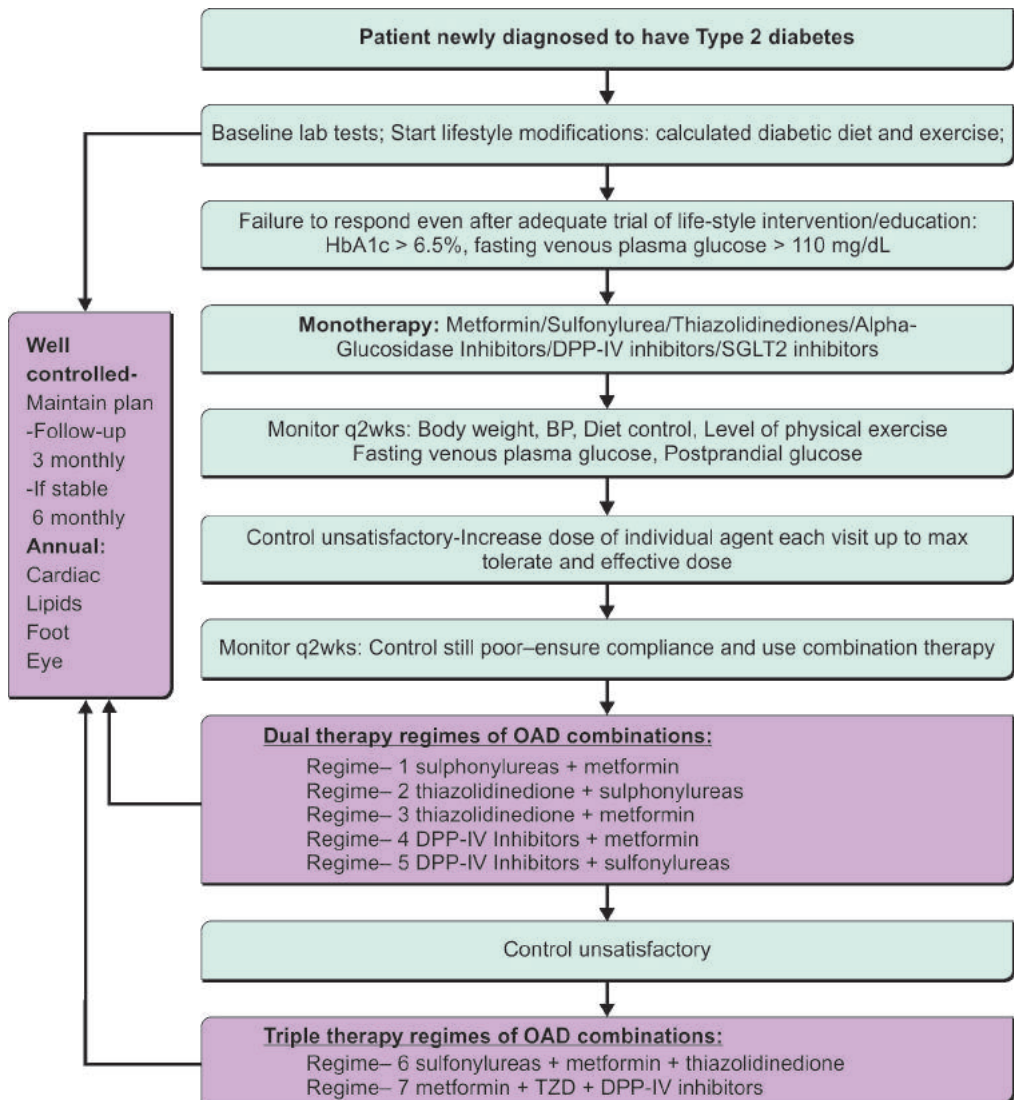 Patient newly diagnosed to have Type 2 diabetes
Baseline lab tests; Start lifestyle modifications: calculated diabetic diet and exercise;
Failure to respond even after adequate trial of life-style intervention/education:
HbA1c > 6.5%, fasting venous plasma glucose > 110 mg/dL
Monotherapy: Metformin/Sulfonylurea/Thiazolidinediones/Alpha-
Glucosidase Inhibitors/DPP-IV inhibitors/SGLT2 inhibitors
Monitor q2wks: Body weight, BP, Diet control, Level of physical exercise
Fasting venous plasma glucose, Postprandial glucose
Control unsatisfactory-Increase dose of individual agent each visit up to max
tolerate and effective dose
Monitor q2wks: Control still poor–ensure compliance and use combination therapy
Dual therapy regimes of OAD combinations:
Regime– 1 sulphonylureas + metformin
Regime– 2 thiazolidinedione + sulphonylureas
Regime– 3 thiazolidinedione + metformin
Regime– 4 DPP-IV Inhibitors + metformin
Regime– 5 DPP-IV Inhibitors + sulfonylureas
Control unsatisfactory
Triple therapy regimes of OAD combinations:
Regime– 6 sulfonylureas + metformin + thiazolidinedione
Regime– 7 metformin + TZD + DPP-IV inhibitors
Well
controlled-
Maintain plan
-Follow-up
3 monthly
-If stable
6 monthly
Annual:
Cardiac
Lipids
Foot
Eye